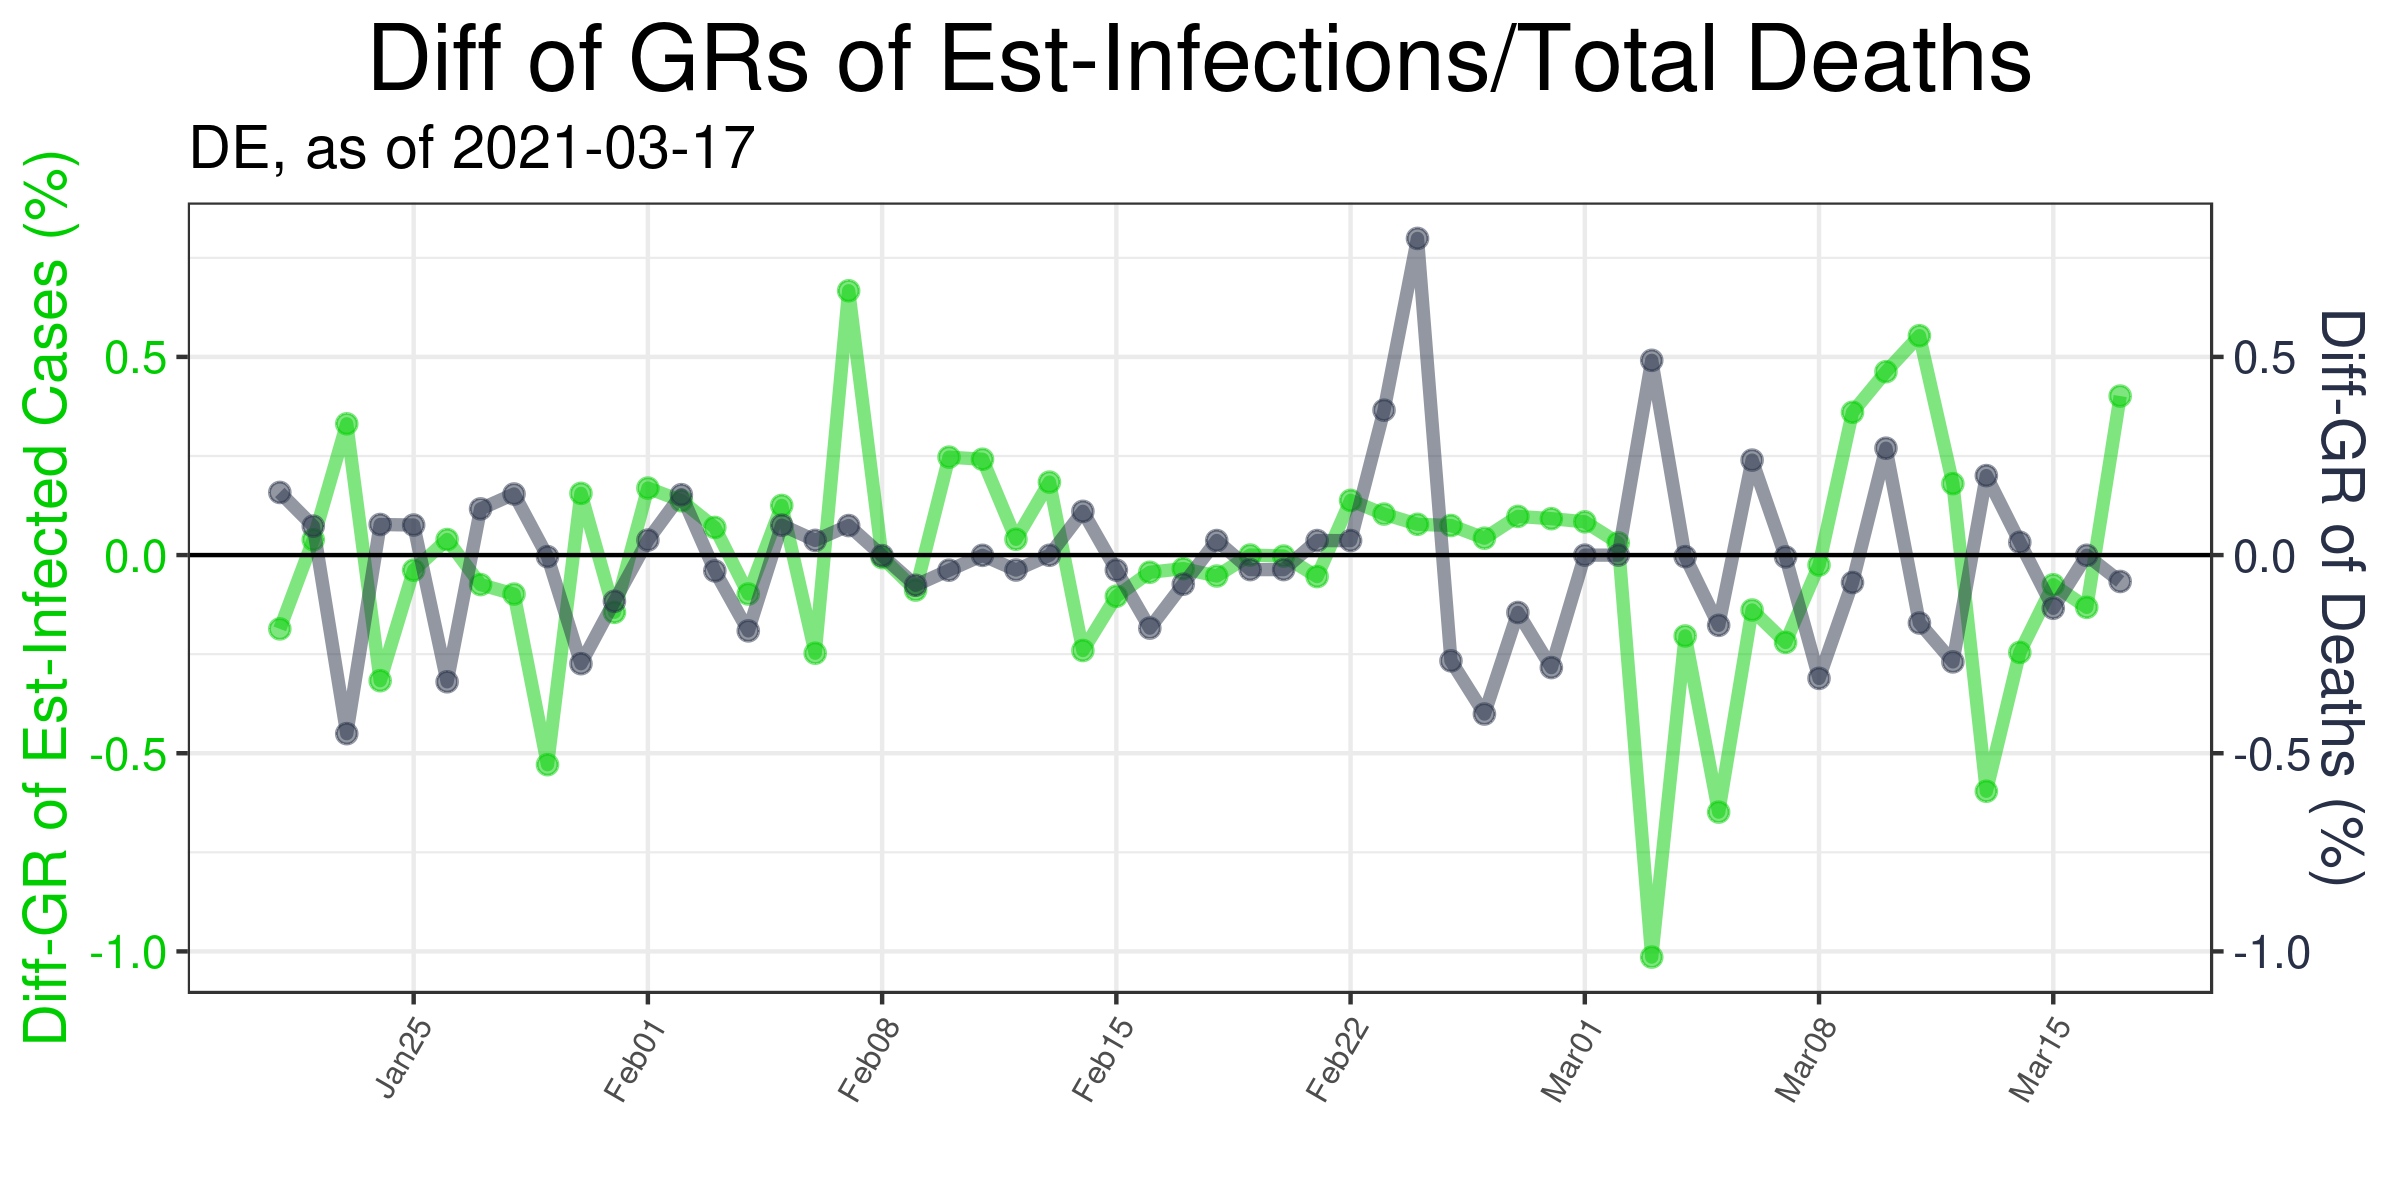 Diff of GRs of Est-Infections/Total Deaths
DE, as of 2021-03-17
Diff-GR of Est-Infected Cases (%)
0.5
0.0
-0.5
-1.0
0.5
0.0
-0.5
-1.0
Diff-GR of Deaths (%)
Jan25
Feb01
Feb08
Feb15
Feb22
Mar01
Mar08
Mar15